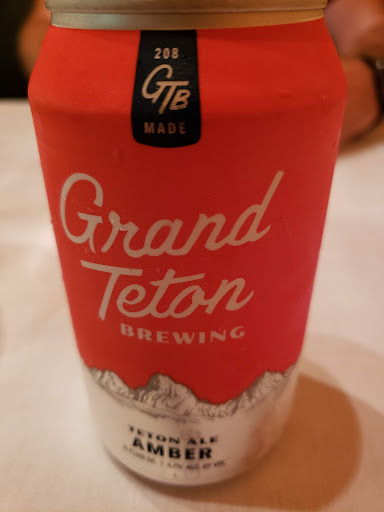 208
GTB
MADE
Grand
Teton
BREWING
TETON ALE
AMBER